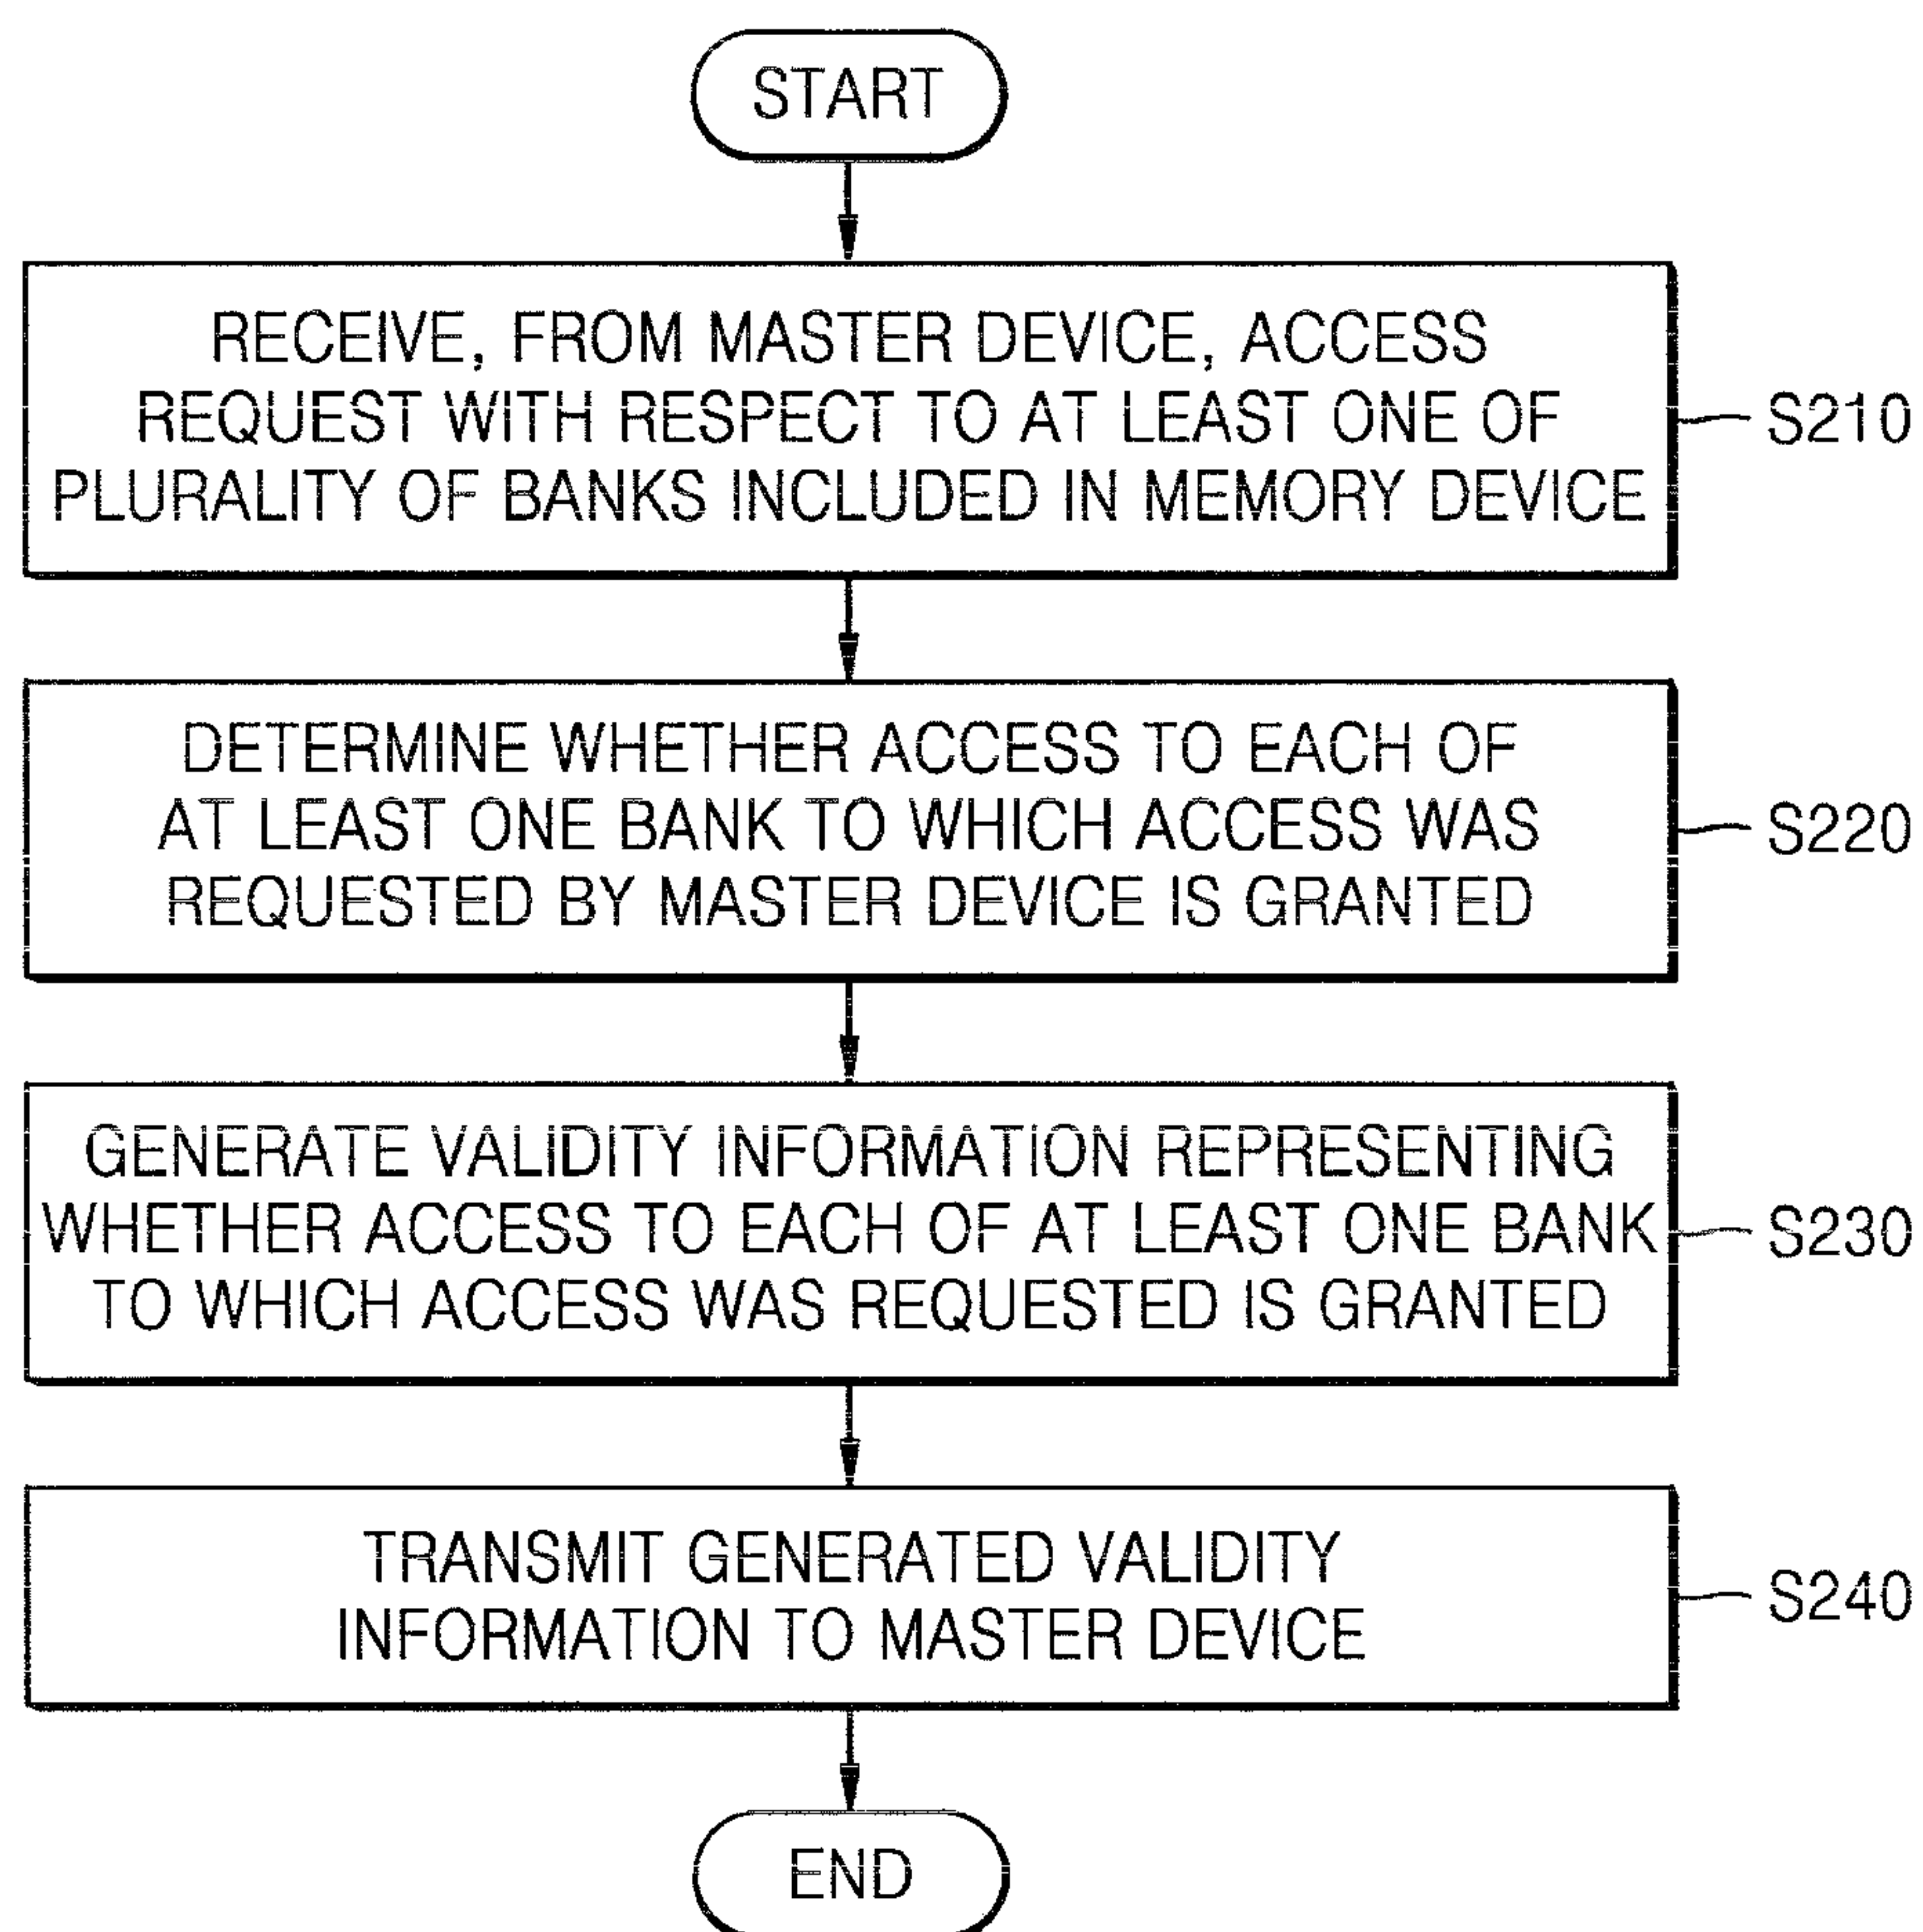 START
RECEIVE, FROM MASTER DEVICE, ACCESS
REQUEST WITH RESPECT TO AT LEAST ONE OF
PLURALITY OF BANKS INCLUDED IN MEMORY DEVICE
S210
DETERMINE WHETHER ACCESS TO EACH OF
AT LEAST ONE BANK TO WHICH ACCESS WAS
REQUESTED BY MASTER DEVICE IS GRANTED
S220
GENERATE VALIDITY INFORMATION REPRESENTING
WHETHER ACCESS TO EACH OF AT LEAST ONE BANK
TO WHICH ACCESS WAS REQUESTED IS GRANTED
S230
TRANSMIT GENERATED VALIDITY
INFORMATION TO MASTER DEVICE
S240
END